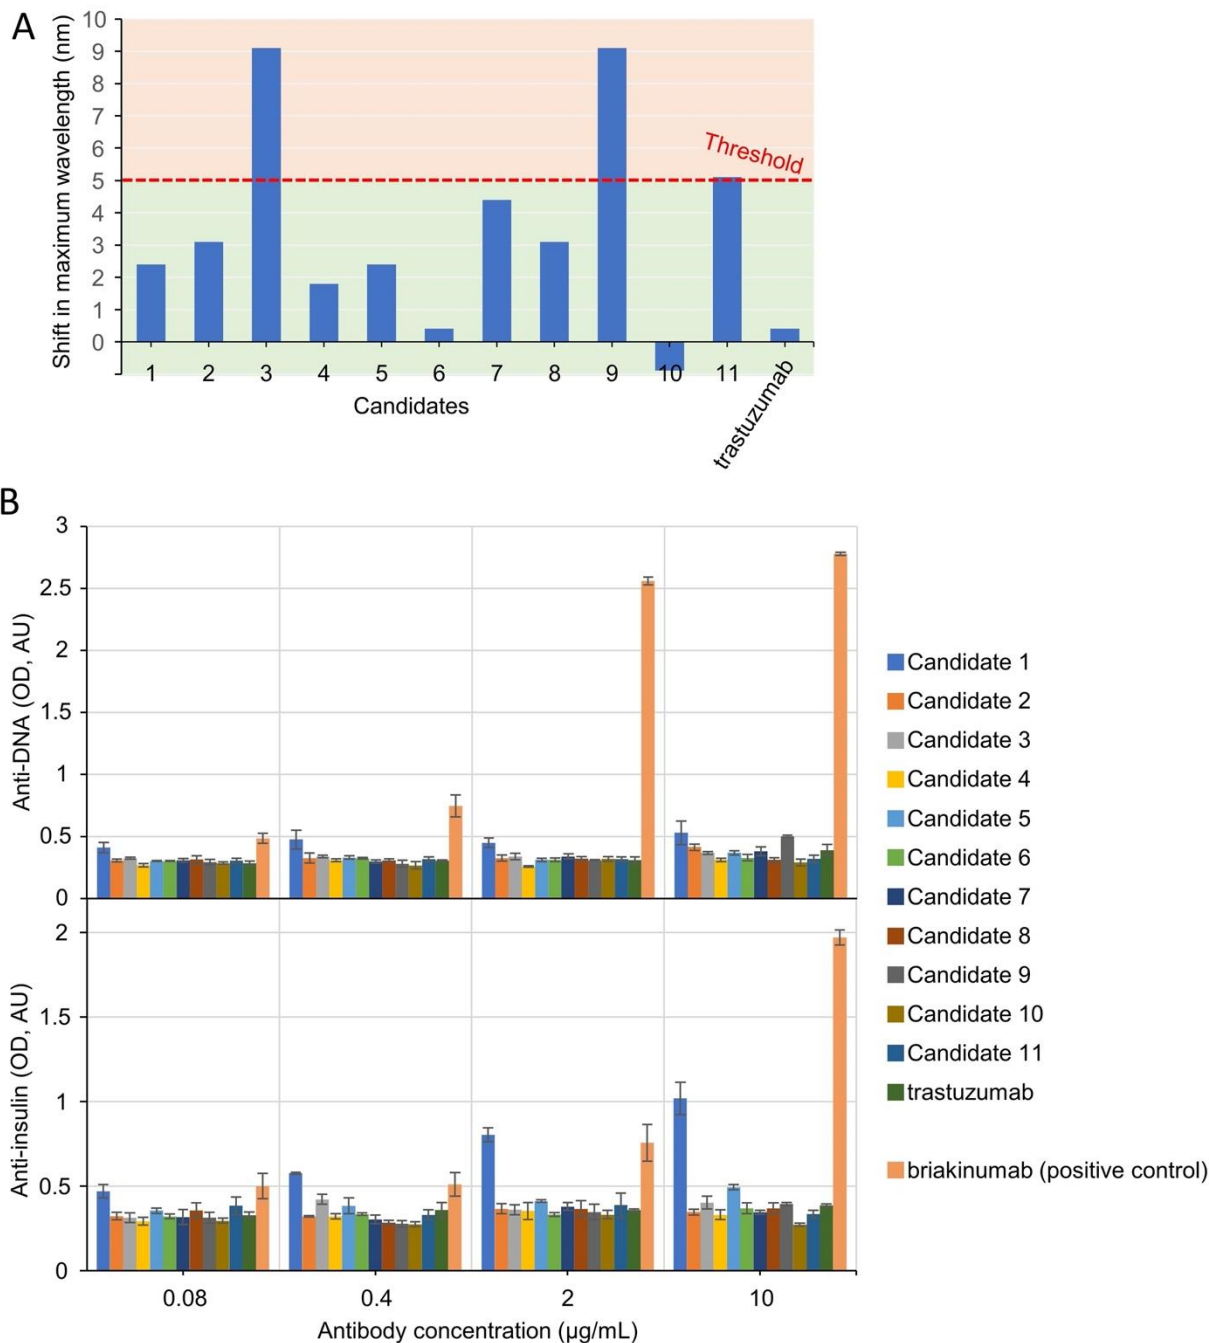 A
Shift in maximum wavelength (nm)
10
9
8
7
6
5
4
3
2
1
0
Threshold
1 2 3 4 5 6 7 8 9 10 11 trastuzumab
Candidates
B
Anti-DNA (OD, AU)
3
2.5
2
1.5
1
0.5
0
Anti-insulin (OD, AU)
2
1.5
1
0.5
0
0.08 0.4 2 10
Antibody concentration (µg/mL)
Candidate 1
Candidate 2
Candidate 3
Candidate 4
Candidate 5
Candidate 6
Candidate 7
Candidate 8
Candidate 9
Candidate 10
Candidate 11
trastuzumab
briakinumab (positive control)